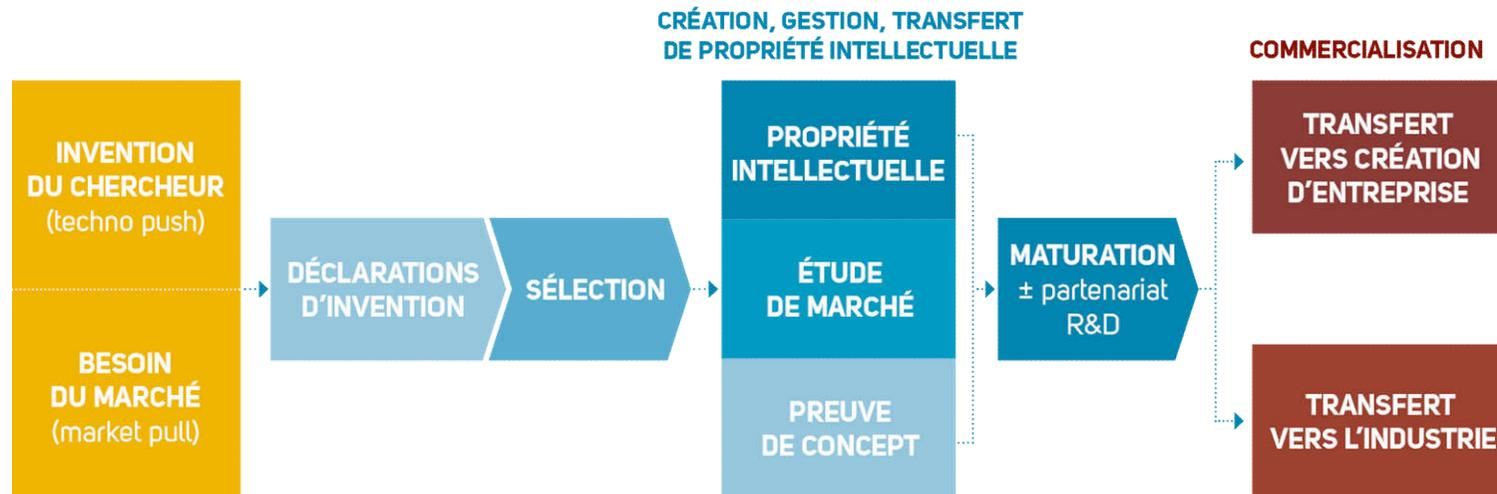 CRÉATION, GESTION, TRANSFERT
DE PROPRIÉTÉ INTELLECTUELLE
COMMERCIALISATION
INVENTION
DU CHERCHEUR
(techno push)
BESOIN
DU MARCHÉ
(market pull)
DÉCLARATIONS
D’INVENTION
SÉLECTION
PROPRIÉTÉ
INTELLECTUELLE
ÉTUDE
DE MARCHÉ
PREUVE
DE CONCEPT
MATURATION
± partenariat
R&D
TRANSFERT
VERS CRÉATION
D’ENTREPRISE
TRANSFERT
VERS L’INDUSTRIE